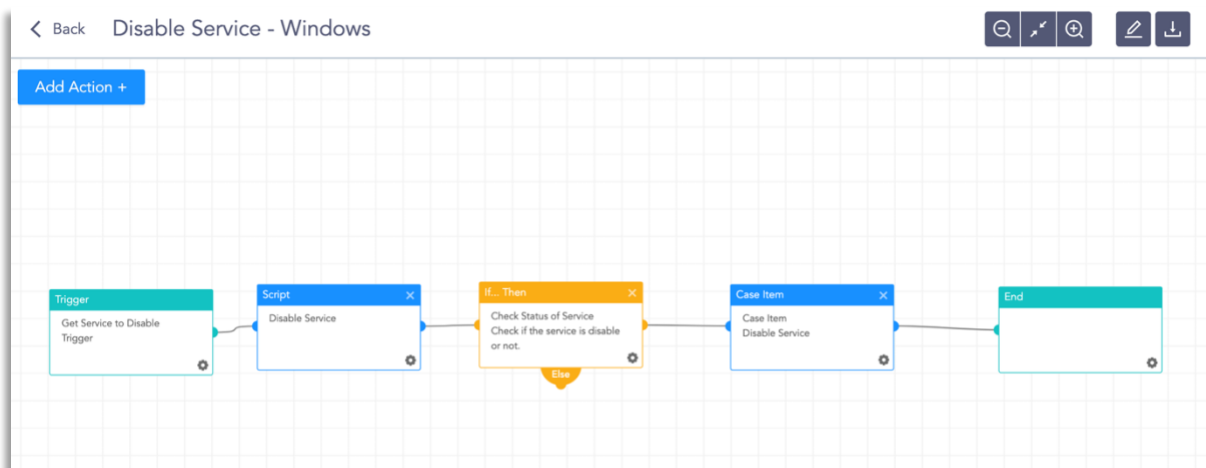 Back
Disable Service - Windows
Add Action +
Trigger
Get Service to Disable
Trigger
Script
Disable Service
If... Then
Check Status of Service
Check if the service is disable
or not.
Else
Case Item
Case Item
Disable Service
End